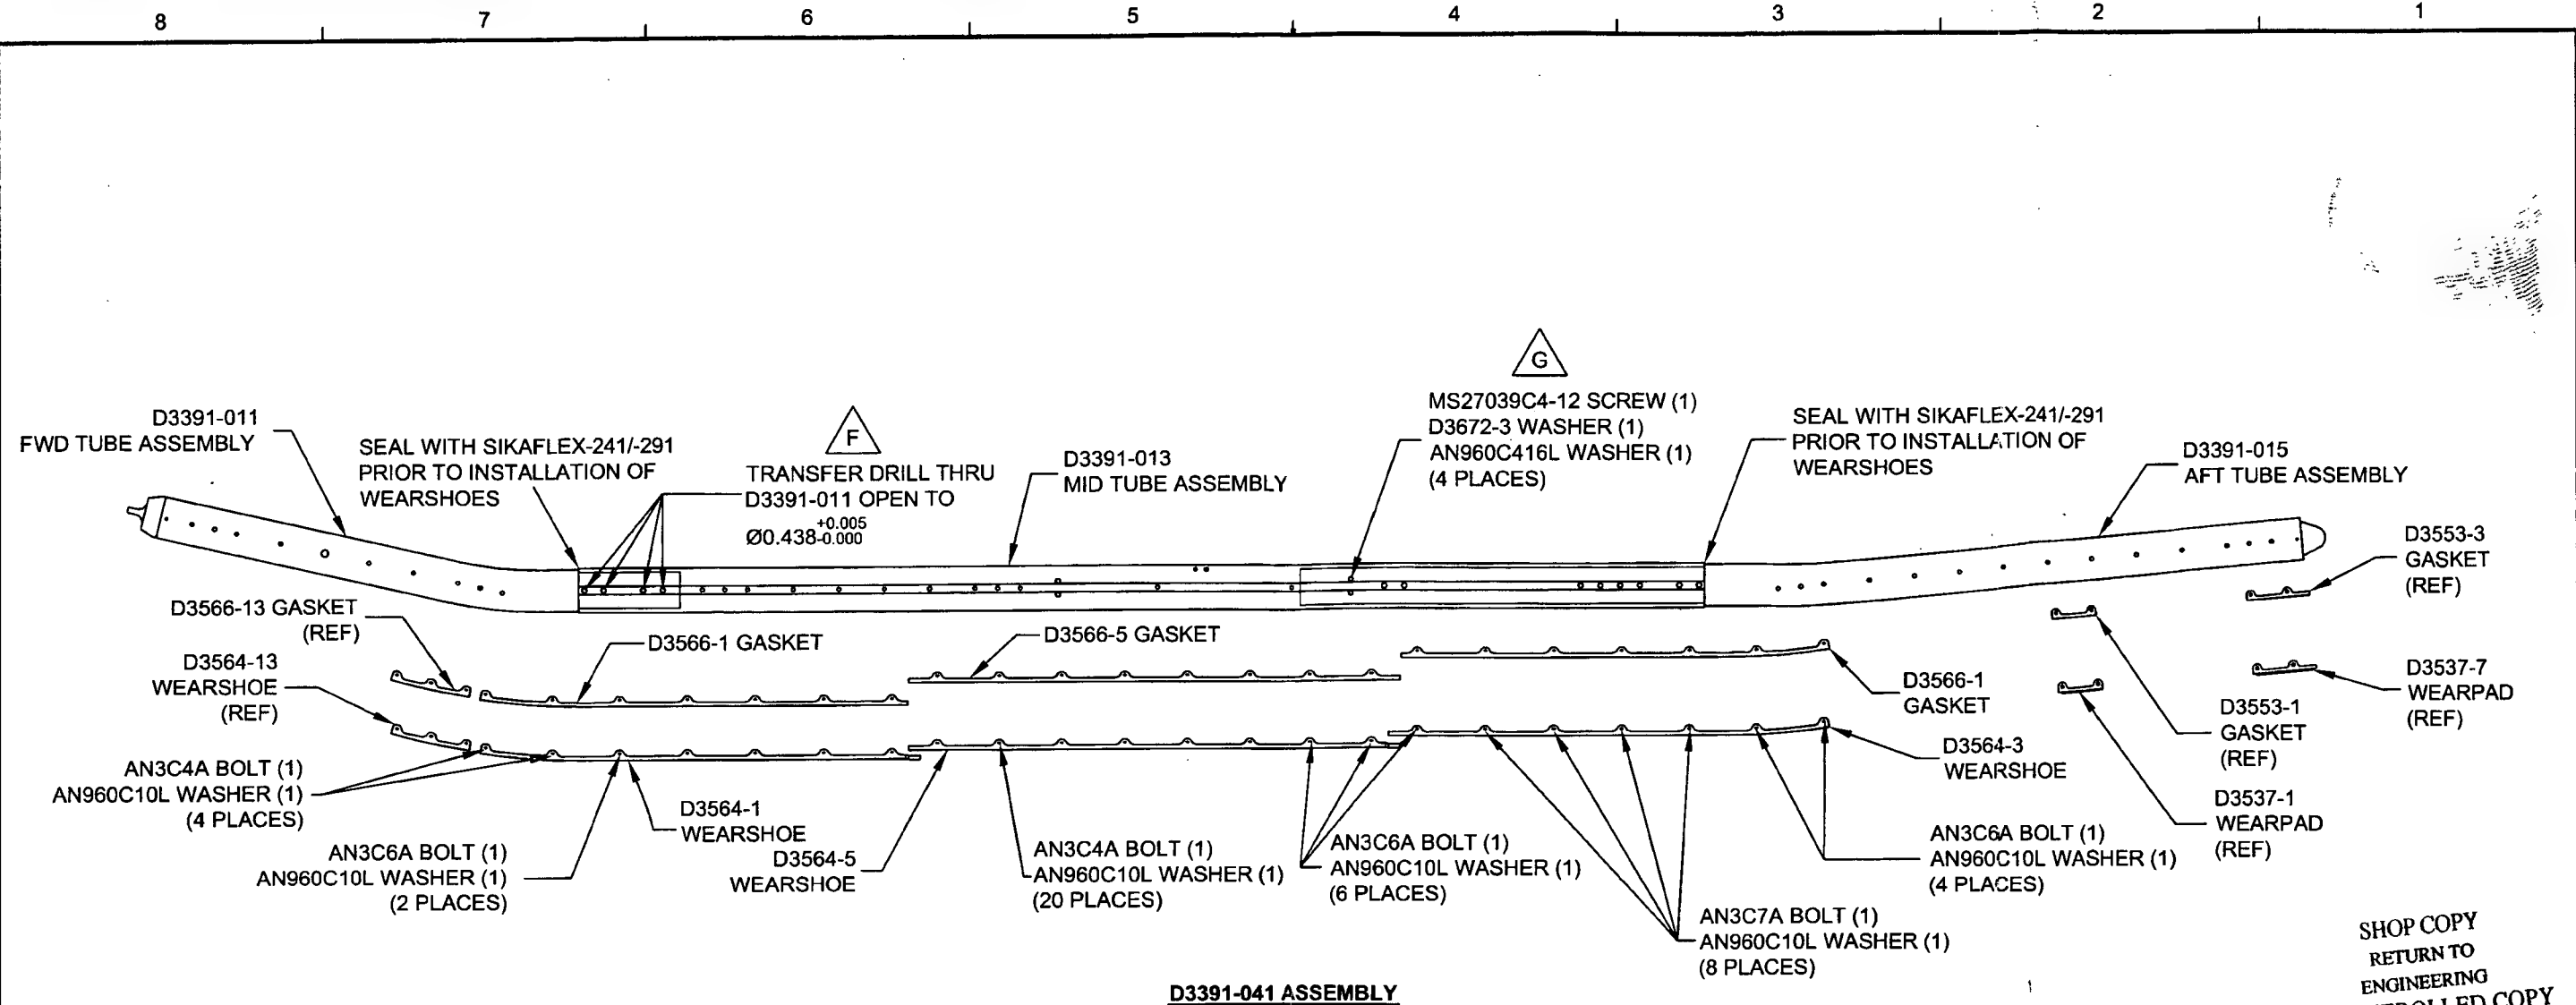 8 7 6 5 4 3 2 1
G
MS27039C4-12 SCREW (1)
D3672-3 WASHER (1)
AN960C416L WASHER (1)
(4 PLACES)
F
TRANSFER DRILL THRU
D3391-011 OPEN TO
Ø0.438 +0.005
-0.000
D3391-011
FWD TUBE ASSEMBLY
SEAL WITH SIKAFLEX-241/-291
PRIOR TO INSTALLATION OF
WEARSHOES
D3391-013
MID TUBE ASSEMBLY
SEAL WITH SIKAFLEX-241/-291
PRIOR TO INSTALLATION OF
WEARSHOES
D3391-015
AFT TUBE ASSEMBLY
D3553-3
GASKET
(REF)
D3566-13 GASKET
(REF)
D3566-1 GASKET
D3566-5 GASKET
D3566-1
GASKET
D3553-1
GASKET
(REF)
D3537-7
WEARPAD
(REF)
D3564-13
WEARSHOE
(REF)
D3564-3
WEARSHOE
D3537-1
WEARPAD
(REF)
AN3C4A BOLT (1)
AN960C10L WASHER (1)
(4 PLACES)
D3564-1
WEARSHOE
AN3C6A BOLT (1)
AN960C10L WASHER (1)
(2 PLACES)
D3564-5
WEARSHOE
AN3C4A BOLT (1)
AN960C10L WASHER (1)
(20 PLACES)
AN3C6A BOLT (1)
AN960C10L WASHER (1)
(6 PLACES)
AN3C7A BOLT (1)
AN960C10L WASHER (1)
(8 PLACES)
AN3C6A BOLT (1)
AN960C10L WASHER (1)
(4 PLACES)
D3391-041 ASSEMBLY
SHOP COPY
RETURN TO
ENGINEERING
COPY